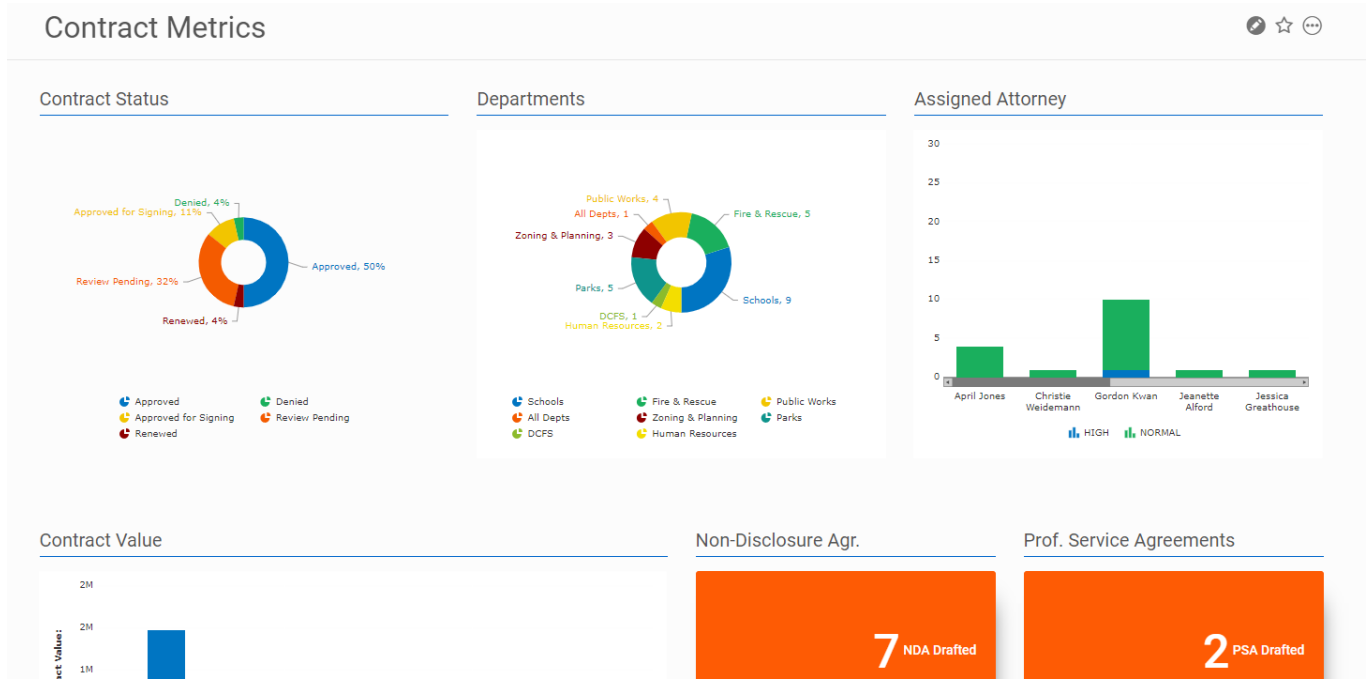 Contract Metrics
Contract Status
Denied, 4%
Approved for Signing, 11%
Approved, 50%
Review Pending, 32%
Renewed, 4%
Approved
Denied
Approved for Signing
Review Pending
Renewed
Departments
Public Works, 4
All Depts, 1
Fire & Rescue, 5
Zoning & Planning, 3
Parks, 5
Schools, 9
DCFS, 1
Human Resources, 2
Schools
Fire & Rescue
Public Works
All Depts
Zoning & Planning
Parks
DCFS
Human Resources
Assigned Attorney
30
25
20
15
10
5
0
April Jones
Christie
Weidemann
Gordon Kwan
Jeanette
Alford
Jessica
Greathouse
HIGH
NORMAL
Contract Value
2M
2M
1M
Value:
Non-Disclosure Agr.
7 NDA Drafted
Prof. Service Agreements
2 PSA Drafted